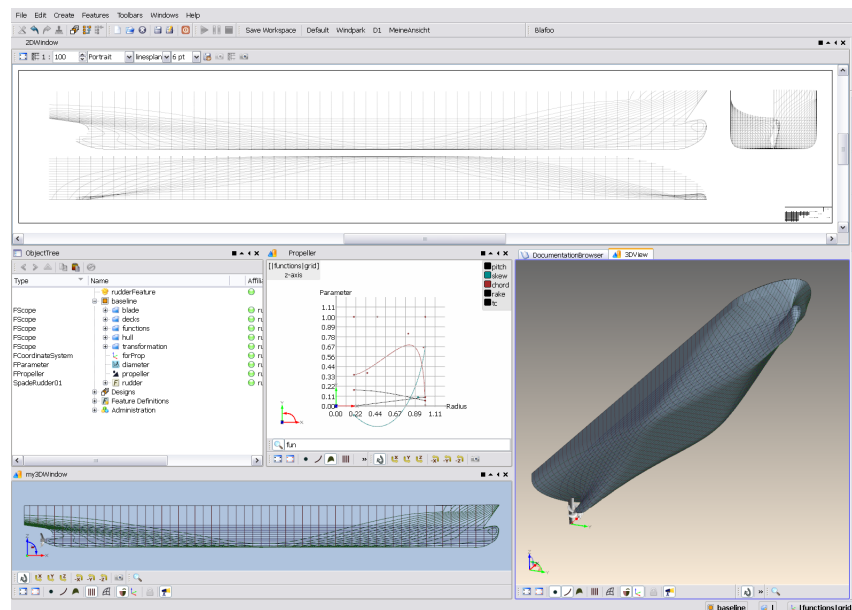 File Edit Create Features Toolbars Windows Help
Save Workspace Default Windpark D1 MeineAnsicht Blafoo
2DWindow
1 : 100 Portrait linesplan 6 pt
ObjectTree
Type Name Affili
rudderFeature
baseline
FScope blade
FScope decks
FScope functions
FScope hull
FScope transformation
FCoordinateSystem forProp
FParameter diameter
FPropeller propeller
SpadeRudder01 rudder
Designs
Feature Definitions
Administration
Propeller
[|functions|grid]
z-axis
pitch
skew
chord
rake
tc
Parameter
1.11
1.00
0.89
0.78
0.67
0.56
0.44
0.33
0.22
0.11
0.00
Radius
0.00 0.22 0.44 0.67 0.89 1.11
fun
DocumentationBrowser 3DView
my3DWindow
baseline |functions|grid